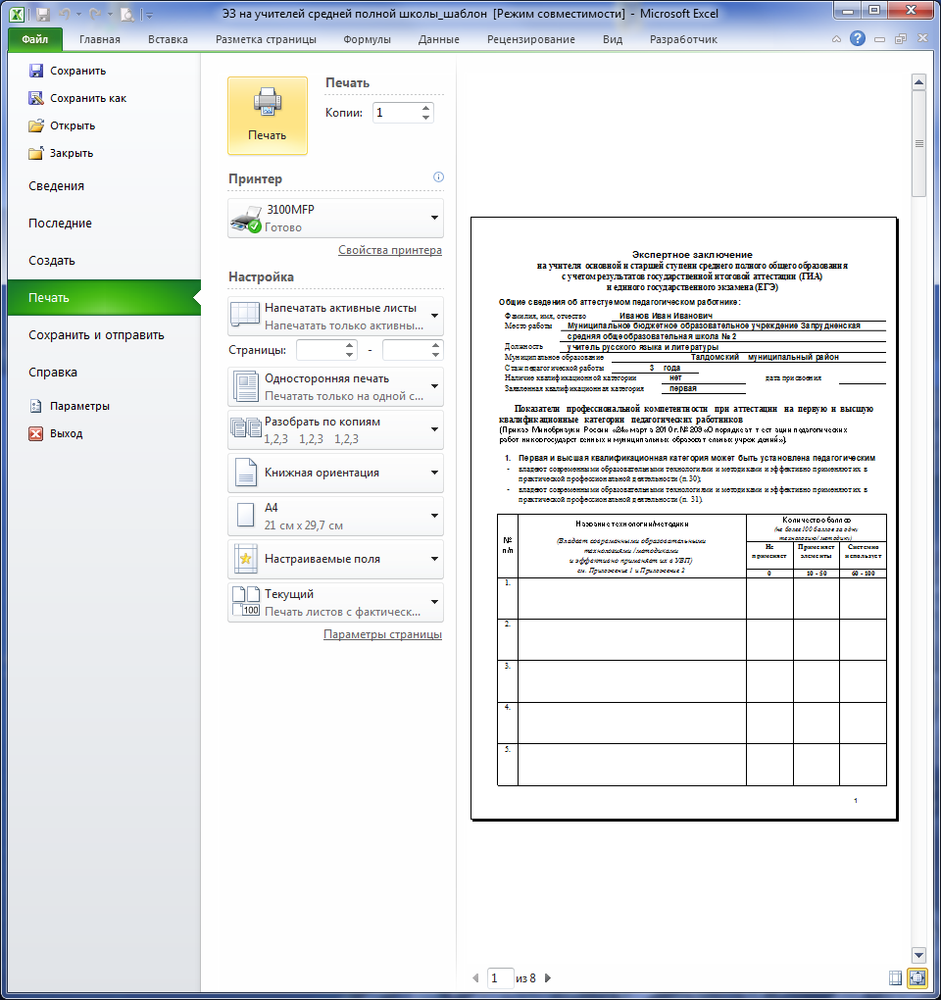 ЭЗ на учителей средней полной школы_шаблон [Режим совместимости] - Microsoft Excel
Файл Главная Вставка Разметка страницы Формулы Данные Рецензирование Вид Разработчик
Сохранить
Сохранить как
Открыть
Закрыть
Сведения
Последние
Создать
Печать
Сохранить и отправить
Справка
Параметры
Выход
Печать
Печать
Копии: 1
Принтер
3100MFP
Готово
Свойства принтера
Настройка
Напечатать активные листы
Напечатать только активны...
Страницы: -
Односторонняя печать
Печатать только на одной с...
Разобрать по копиям
1,2,3 1,2,3 1,2,3
Книжная ориентация
A4
21 см x 29,7 см
Настраиваемые поля
Текущий
Печать листов с фактическ...
100
Параметры страницы
Экспертное заключение
на учителя основной и старшей ступени среднего полного общего образования
с учетом результатов государственной итоговой аттестации (ГИА)
и единого государственного экзамена (ЕГЭ)
Общие сведения об аттестуемом педагогическом работнике:
Фамилия, имя, отчество Иванов Иван Иванович
Место работы Муниципальное бюджетное образовательное учреждение Запрудненская
средняя общеобразовательная школа № 2
Должность учитель русского языка и литературы
Муниципальное образование Талдомский муниципальный район
Стаж педагогической работы 3 года
Наличие квалификационной категории нет дата присвоения
Заявленная квалификационная категория первая
Показатели профессиональной компетентности при аттестации на первую и высшую
квалификационные категории педагогических работников
(Приказ Минобрнауки России «24» марта 2010 г. № 209 «О порядке аттестации педагогических
работников государственных и муниципальных образовательных учреждений»).
1. Первая и высшая квалификационная категория может быть установлена педагогическим
- владеют современными образовательными технологиями и методиками и эффективно применяют их в
практической профессиональной деятельности (п.30);
- владеют современными образовательными технологиями и методиками и эффективно применяют их в
практической профессиональной деятельности (п. 31).
№ п/п
Название технологии/методики
(Владеет современными образовательными
технологиями /методиками
и эффективно применяет их в УВП)
см. Приложение 1 и Приложение 2
Количество баллов
(не более 100 баллов за одну
технологию/методику)
Не применяет
Применяет элементы
Системно использует
0 10 - 50 60 - 100
1.
2.
3.
4.
5.
1
1 из 8